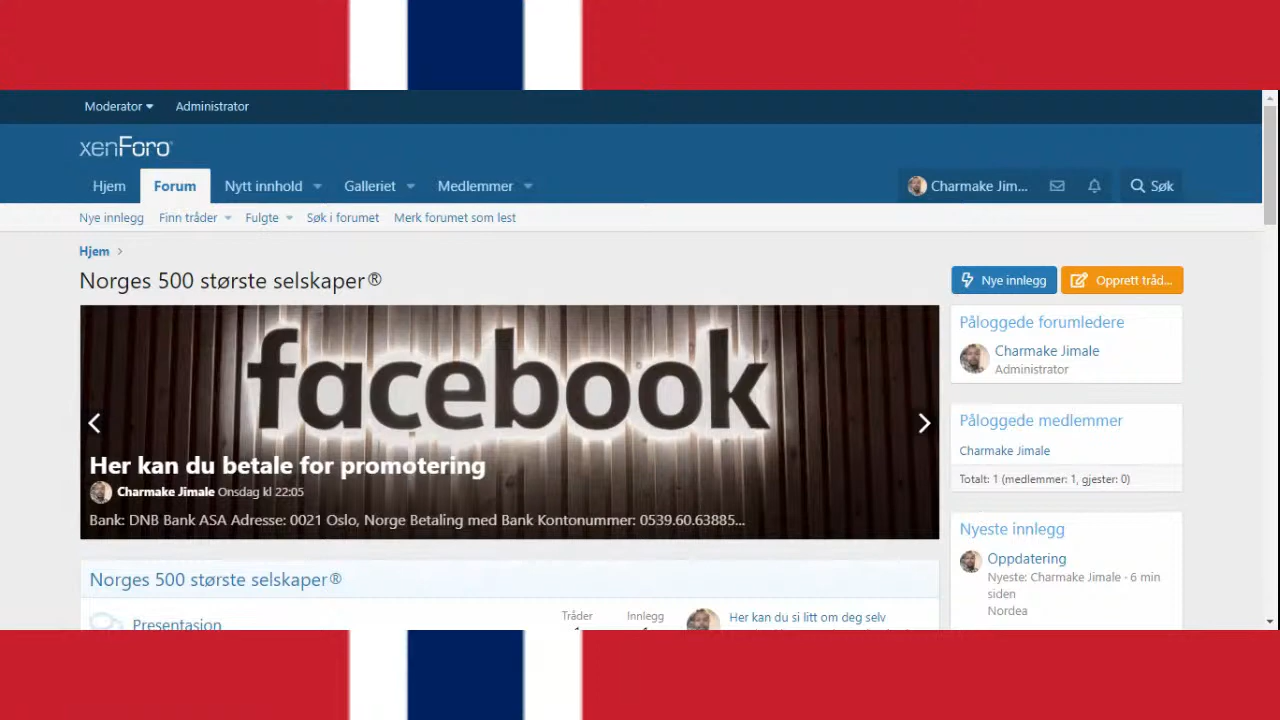 Moderator
Administrator
xenForo
Hjem
Forum
Nytt innhold
Galleriet
Medlemmer
Charmake Jim...
Søk
Nye innlegg
Finn tråder
Fulgte
Søk i forumet
Merk forumet som lest
Hjem
Norges 500 største selskaper®
Nye innlegg
Opprett tråd...
facebook
Her kan du betale for promotering
Charmake Jimale Onsdag kl 22:05
Bank: DNB Bank ASA Adresse: 0021 Oslo, Norge Betaling med Bank Kontonummer: 0539.60.63885...
Påloggede forumledere
Charmake Jimale
Administrator
Påloggede medlemmer
Charmake Jimale
Totalt: 1 (medlemmer: 1, gjester: 0)
Nyeste innlegg
Oppdatering
Nyeste: Charmake Jimale · 6 min
siden
Nordea
Norges 500 største selskaper®
Presentasjon
Tråder
Innlegg
Her kan du si litt om deg selv